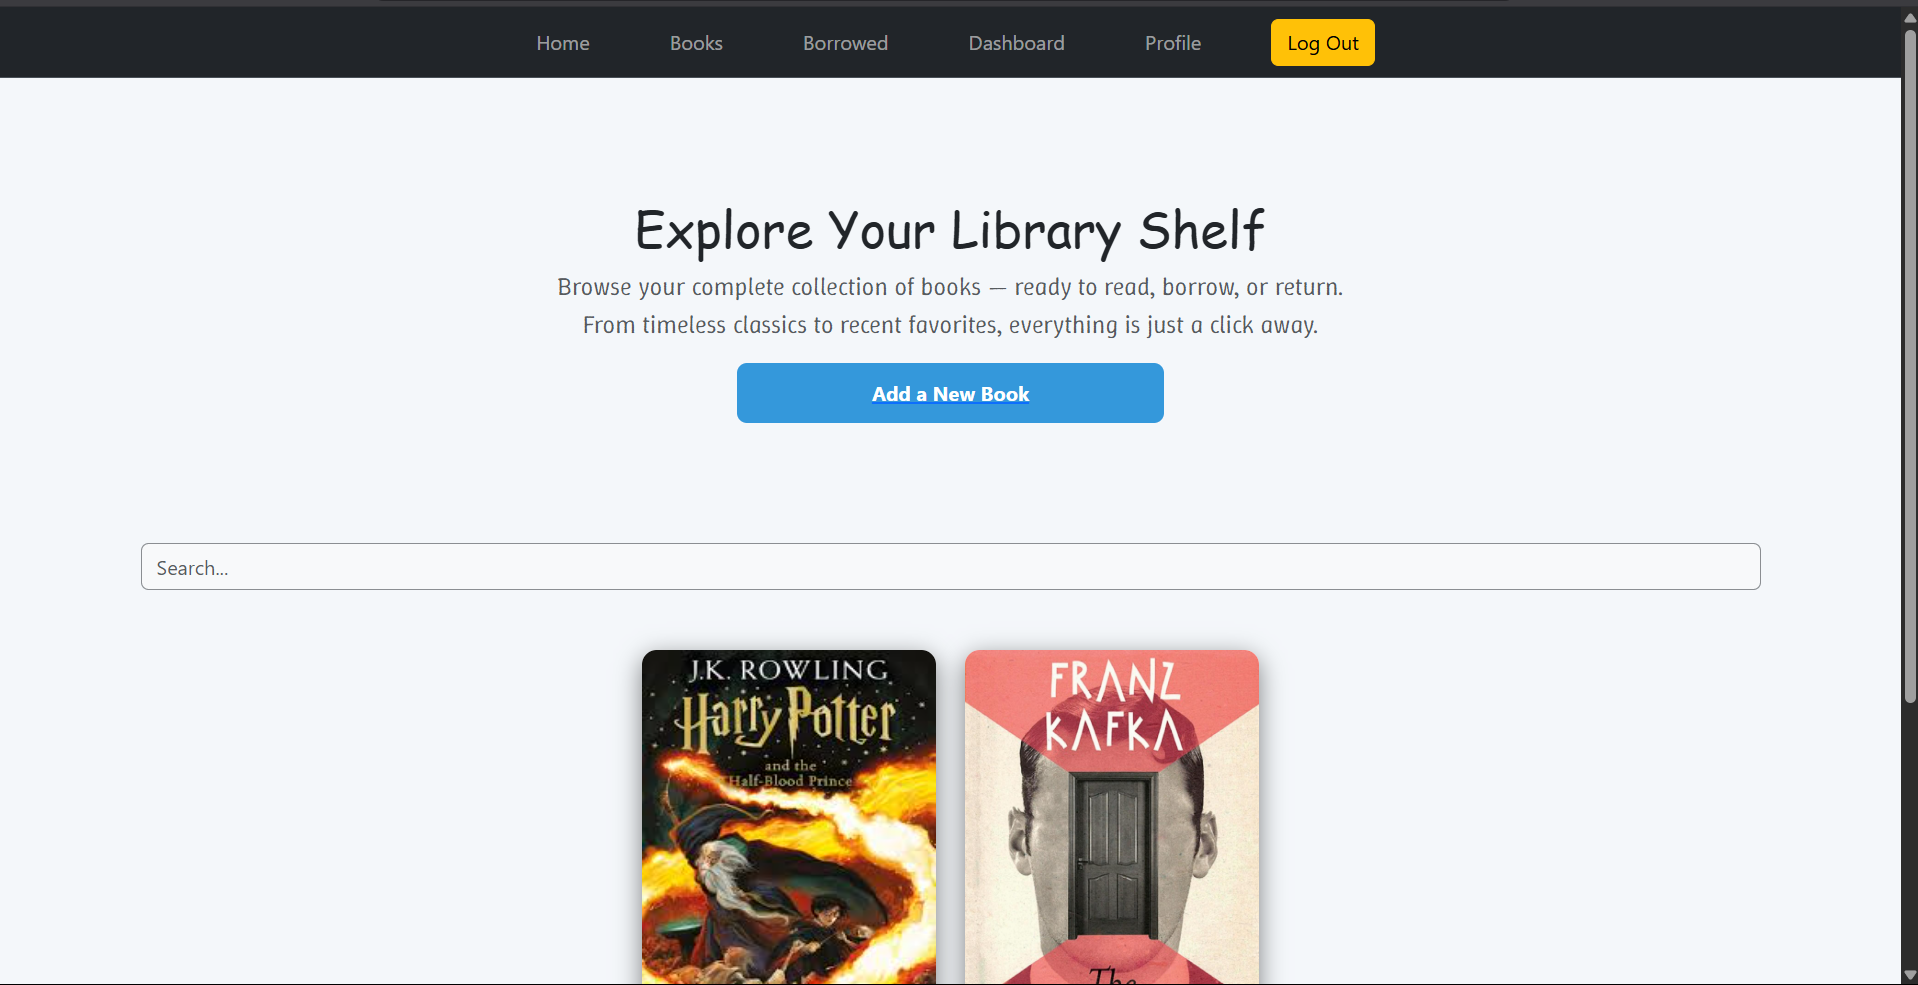 Home Books Borrowed Dashboard Profile Log Out
Explore Your Library Shelf
Browse your complete collection of books — ready to read, borrow, or return.
From timeless classics to recent favorites, everything is just a click away.
Add a New Book
Search...
J.K. ROWLING
Harry Potter
and the
Half-Blood Prince
FRANZ
KAFKA
The